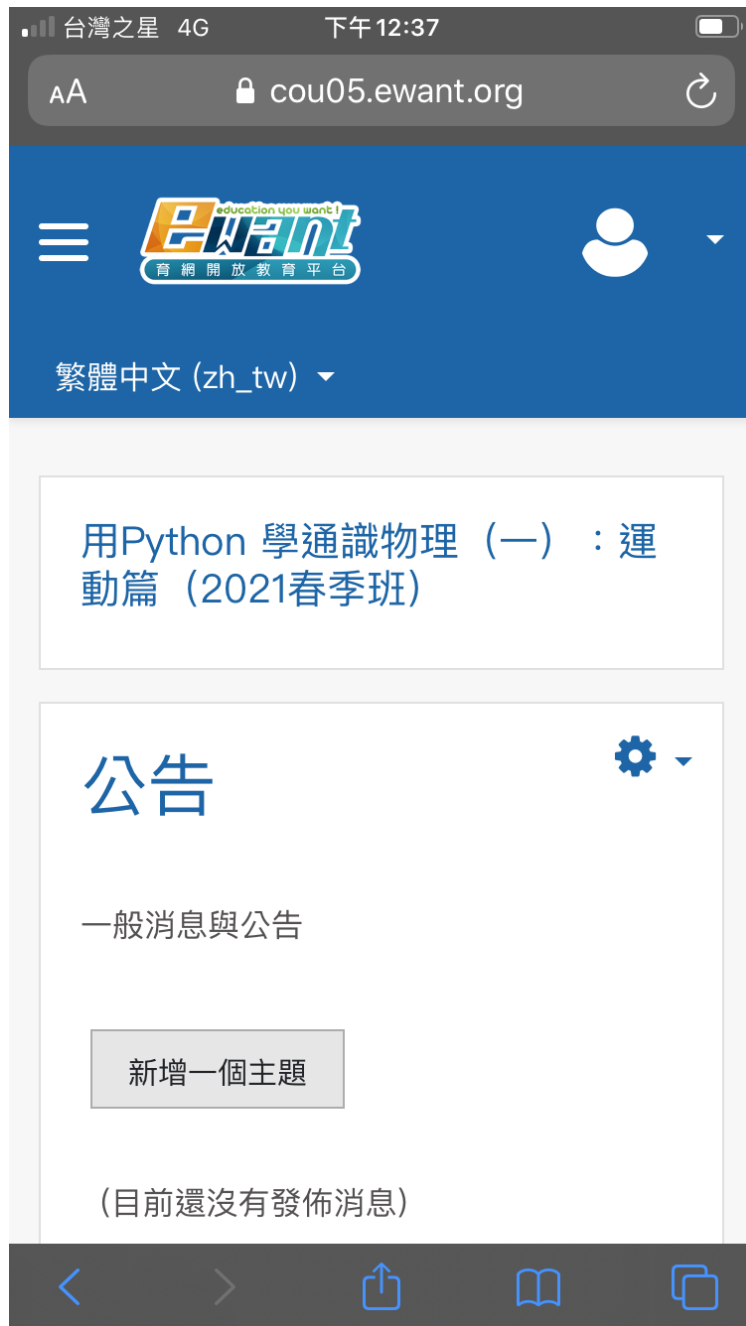 台灣之星 4G 下午12:37
AA cou05.ewant.org
education you want!
ewant
育網開放教育平台
繁體中文 (zh_tw)
用Python 學通識物理（一）：運
動篇（2021春季班）
公告
一般消息與公告
新增一個主題
（目前還沒有發佈消息）